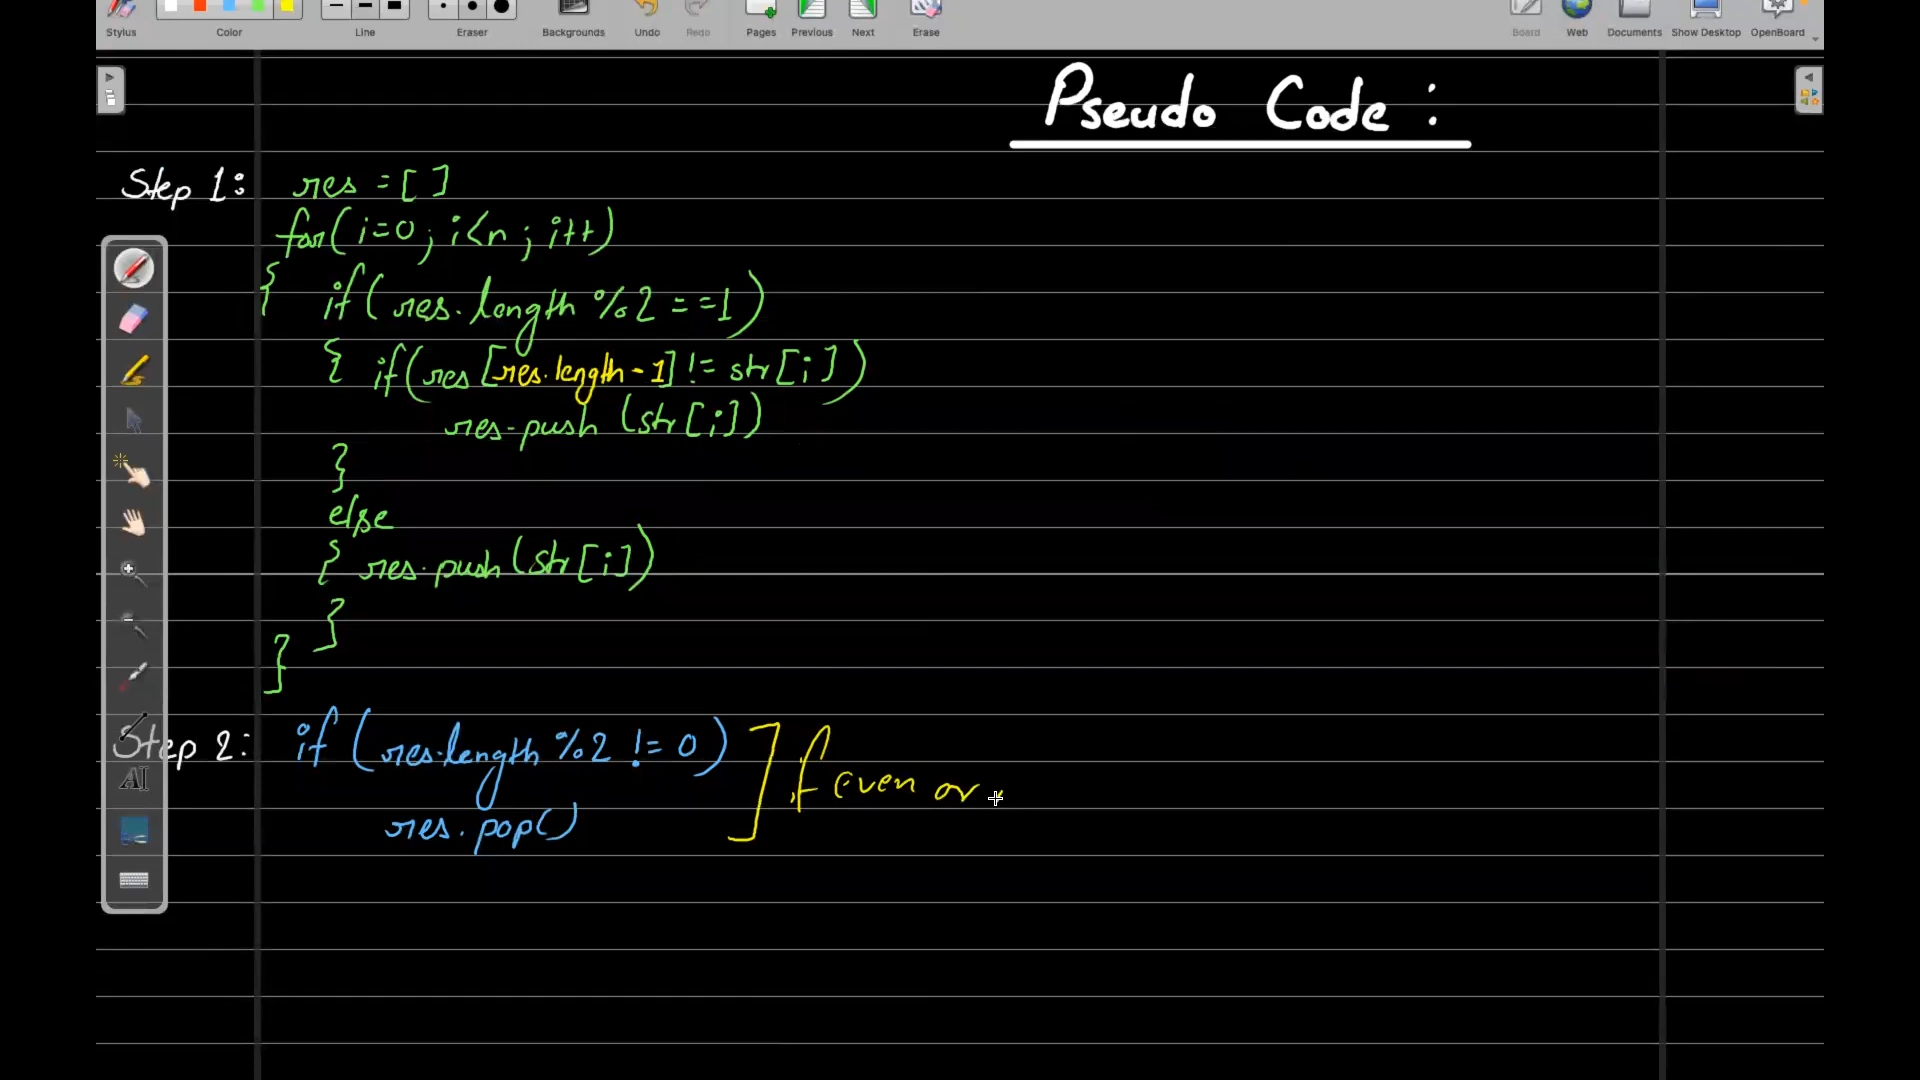 Stylus Color Line Eraser Backgrounds Undo Redo Pages Previous Next Erase Board Web Documents Show Desktop OpenBoard
Pseudo Code :
Step 1: res = [ ]
for( i=0 ; i<n ; i++)
{ if( res.length %2 = =1 )
{ if( res [res.length - 1] != str [ i ] )
res.push (str [ i ] )
}
else
{ res.push (str [ i ] )
}
}
Step 2: if ( res.length %2 != 0 ) ] if even or
res.pop()
AI